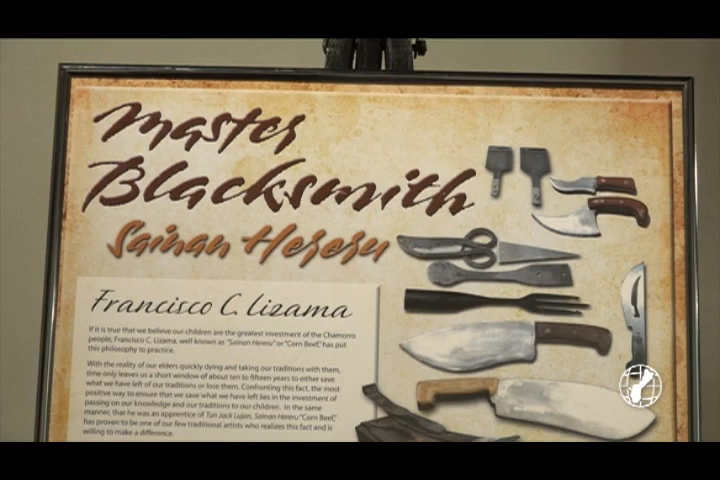 Master
Blacksmith
Sainan Hereru
Francisco C. Lizama
If it is true that we believe our children are the greatest investment of the Chamorro
people, Francisco C. Lizama, well known as "Sainan Hereru" or "Corn Beef," has put
this philosophy to practice.
With the reality of our elders quickly dying and taking our traditions with them,
time only leaves us a short window of about ten to fifteen years to either save
what we have left of our traditions or lose them. Confronting this fact, the most
positive way to ensure that we save what we have left lies in the investment of
passing on our knowledge and our traditions to our children. In the same
manner, that he was an apprentice of Tun Jack Lujan, Sainan Hereru "Corn Beef,"
has proven to be one of our few traditional artists who realizes this fact and is
willing to make a difference.